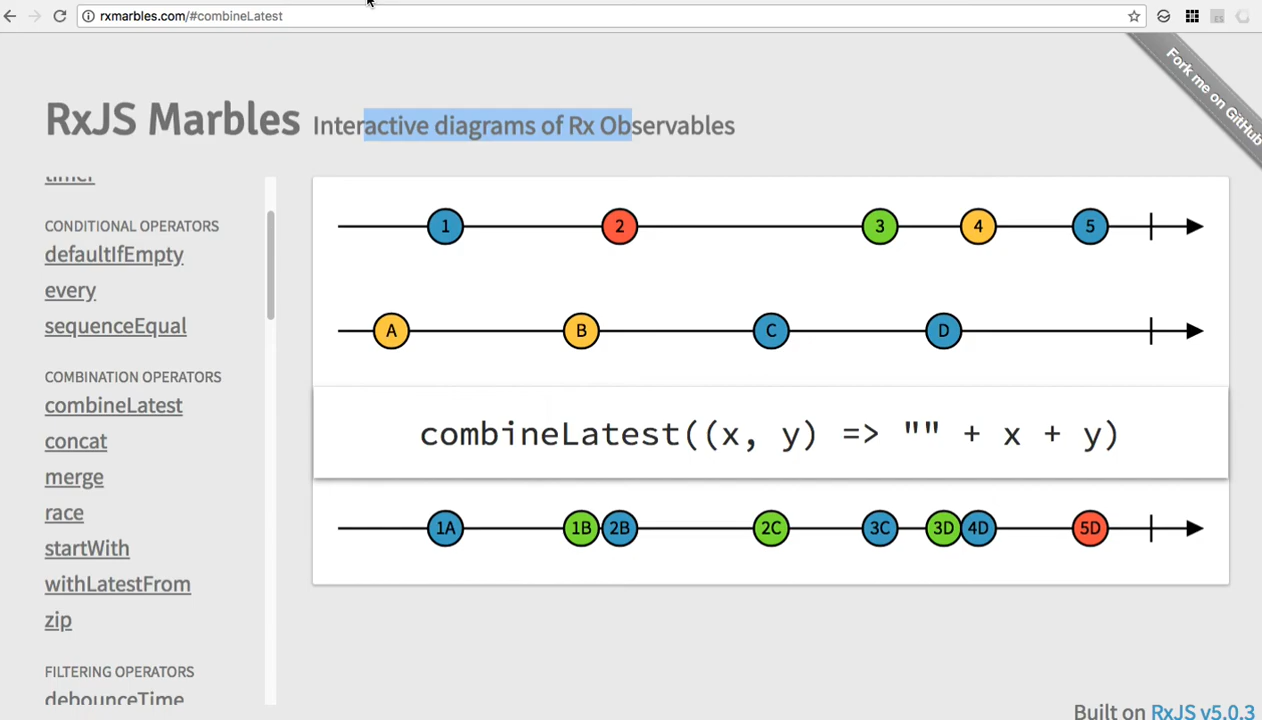 rxmarbles.com/#combineLatest
Fork me on GitHub
RxJS Marbles Interactive diagrams of Rx Observables
timer
CONDITIONAL OPERATORS
defaultIfEmpty
every
sequenceEqual
COMBINATION OPERATORS
combineLatest
concat
merge
race
startWith
withLatestFrom
zip
FILTERING OPERATORS
debounceTime
1 2 3 4 5
A B C D
combineLatest((x, y) => "" + x + y)
1A 1B 2B 2C 3C 3D 4D 5D
Built on RxJS v5.0.3